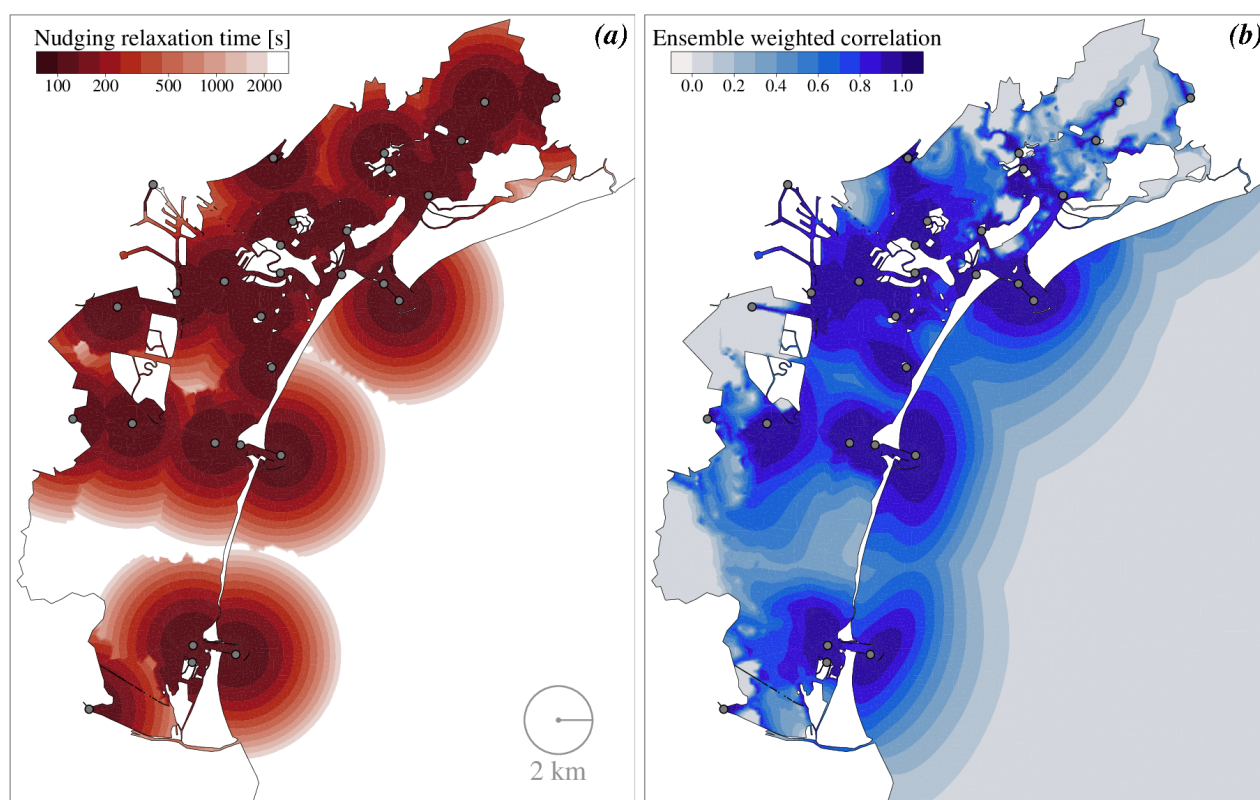 Nudging relaxation time [s]
100 200 500 1000 2000
(a)
2 km
Ensemble weighted correlation
0.0 0.2 0.4 0.6 0.8 1.0
(b)